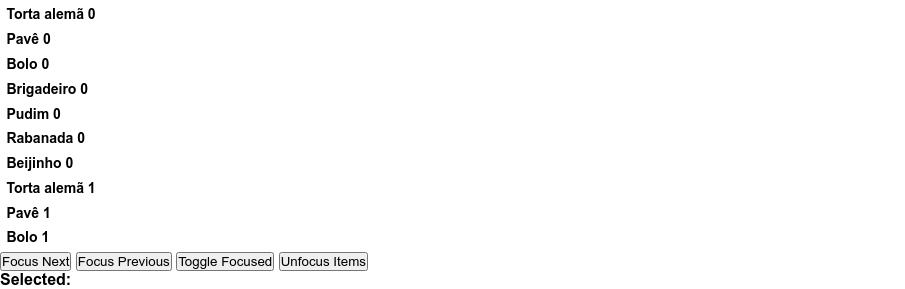 Torta alemã 0
Pavê 0
Bolo 0
Brigadeiro 0
Pudim 0
Rabanada 0
Beijinho 0
Torta alemã 1
Pavê 1
Bolo 1
Focus Next Focus Previous Toggle Focused Unfocus Items
Selected: